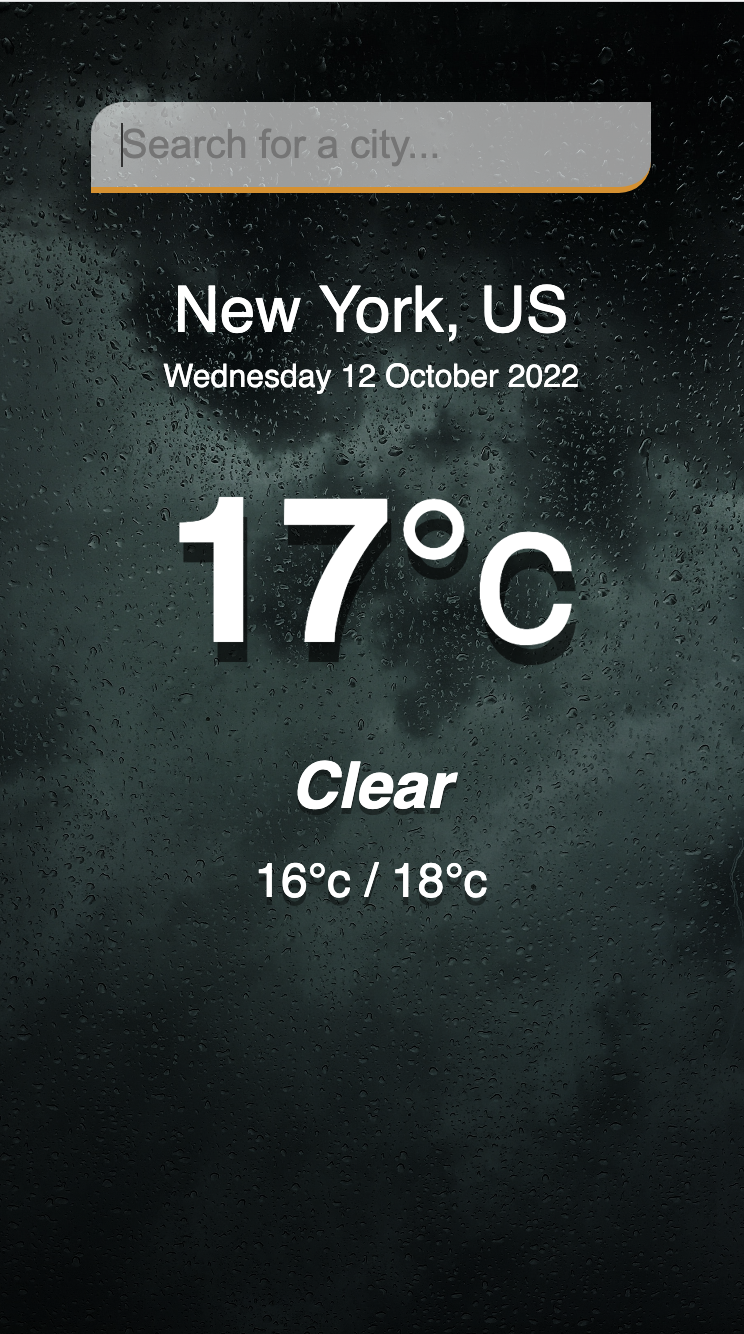 Search for a city...
New York, US
Wednesday 12 October 2022
17°c
Clear
16°c / 18°c